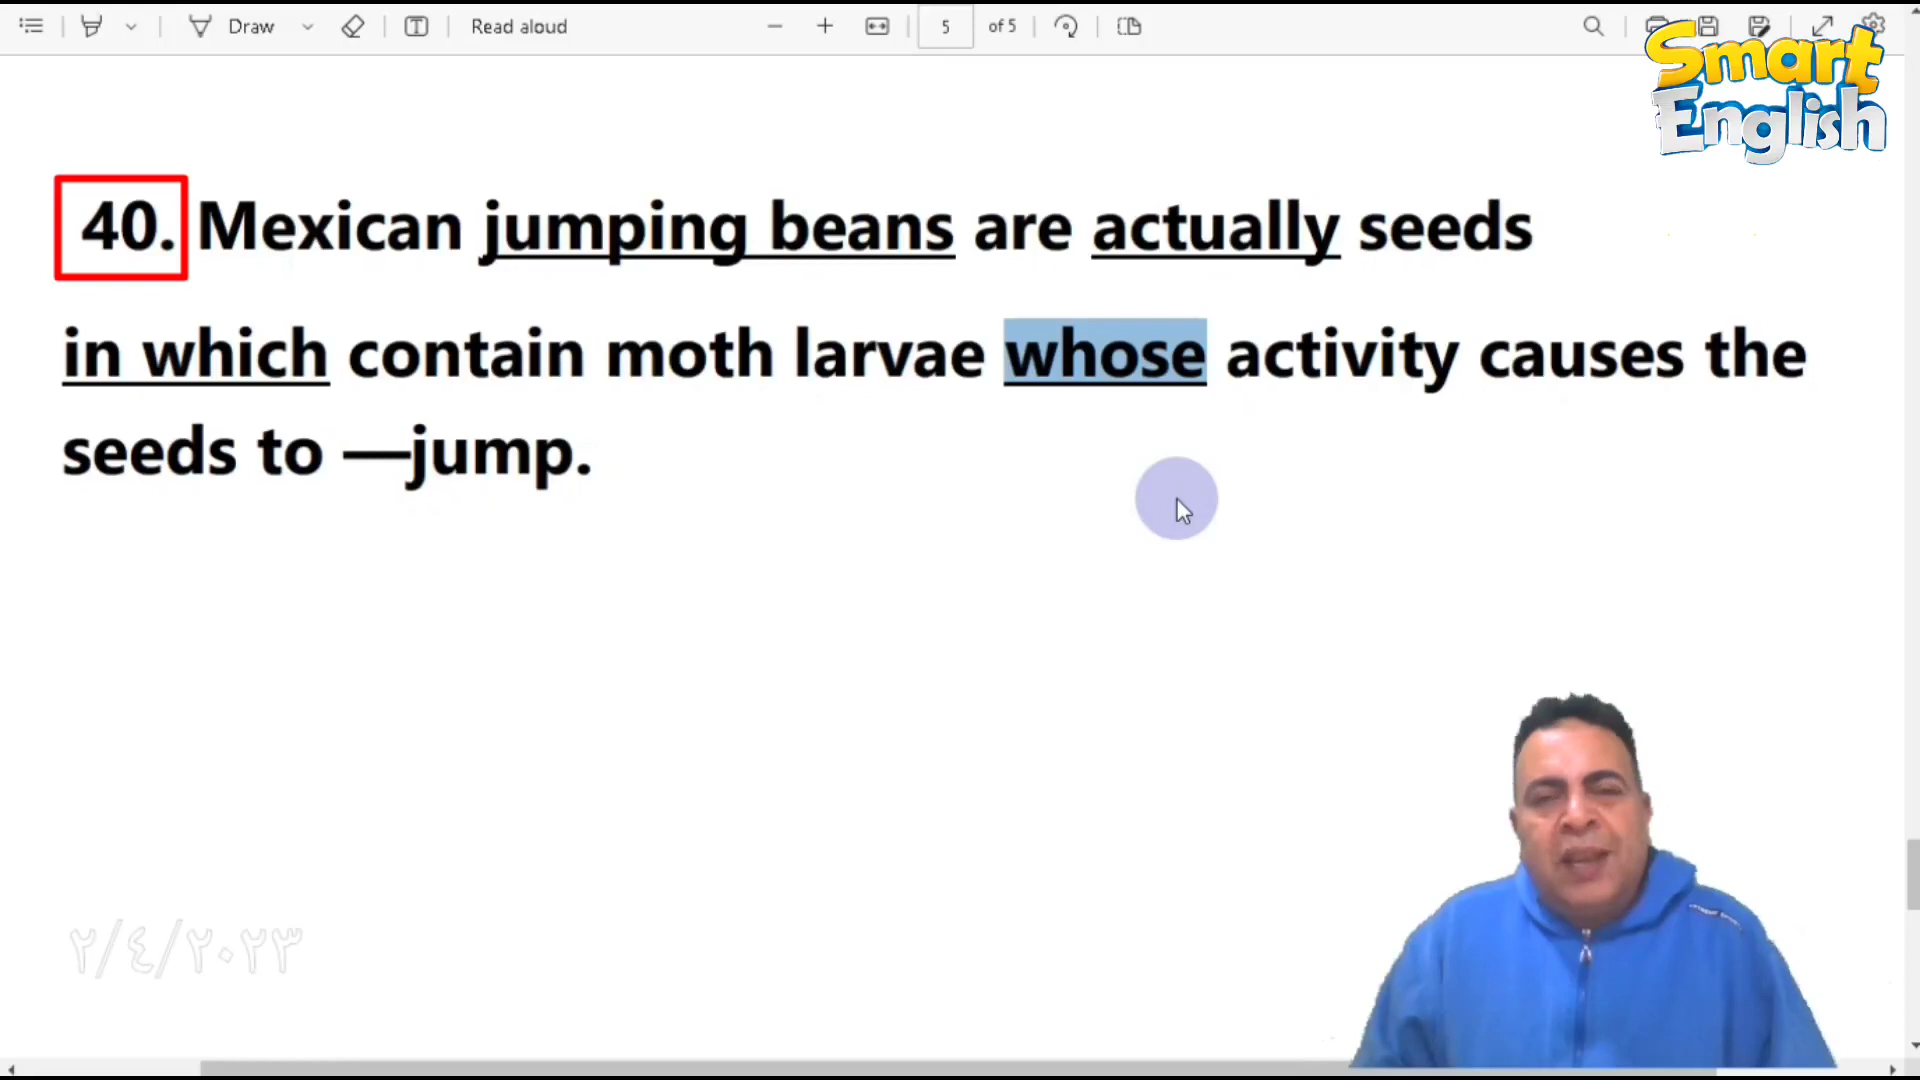 Draw
Read aloud
5 of 5
Smart
English
40. Mexican jumping beans are actually seeds
in which contain moth larvae whose activity causes the
seeds to —jump.
٢/٤/٢٠٢٣